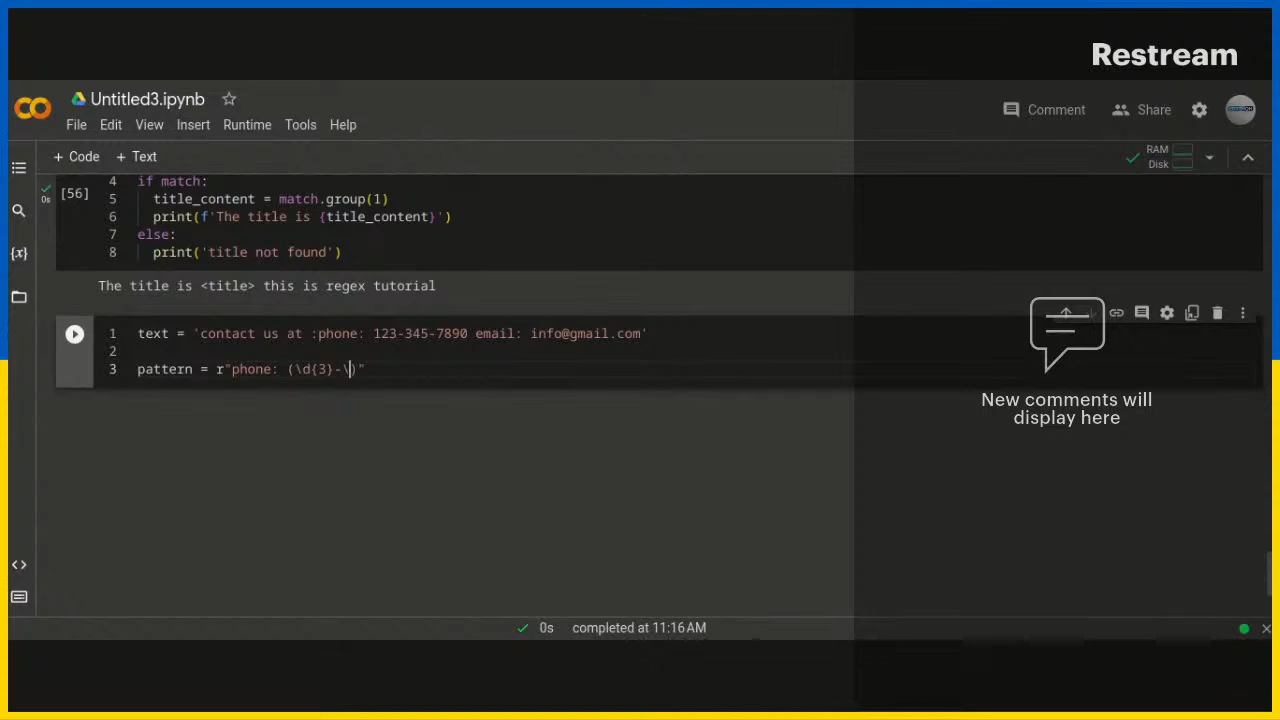 Restream
Untitled3.ipynb
Comment Share
File Edit View Insert Runtime Tools Help
+ Code + Text
RAM
Disk
[56]
0s
4 if match:
5 title_content = match.group(1)
6 print(f'The title is {title_content}')
7 else:
8 print('title not found')
{x}
The title is <title> this is regex tutorial
1 text = 'contact us at :phone: 123-345-7890 email: info@gmail.com'
2
3 pattern = r"phone: (\d{3}-\)"
New comments will
display here
0s completed at 11:16 AM